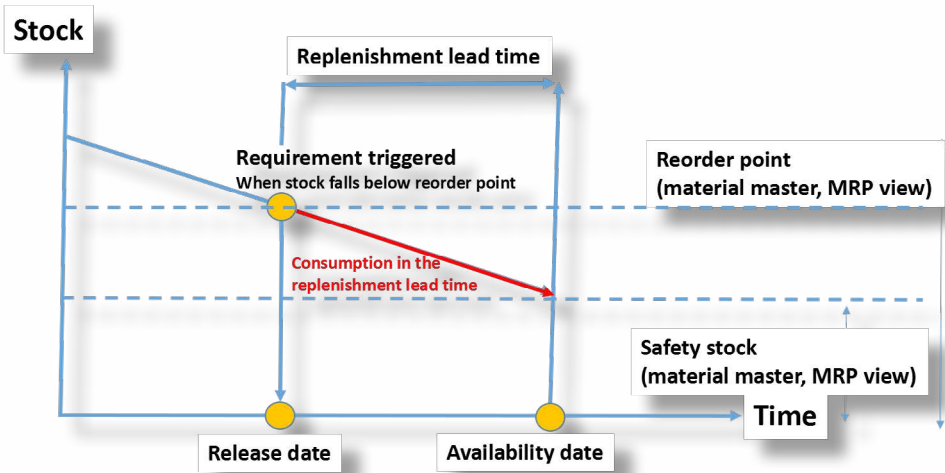 Stock
Replenishment lead time
Requirement triggered
When stock falls below reorder point
Reorder point
(material master, MRP view)
Consumption in the
replenishment lead time
Safety stock
(material master, MRP view)
Time
Release date
Availability date